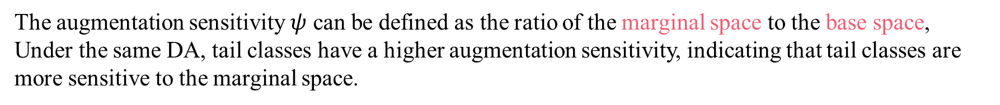 The augmentation sensitivity ψ can be defined as the ratio of the marginal space to the base space,
Under the same DA, tail classes have a higher augmentation sensitivity, indicating that tail classes are
more sensitive to the marginal space.